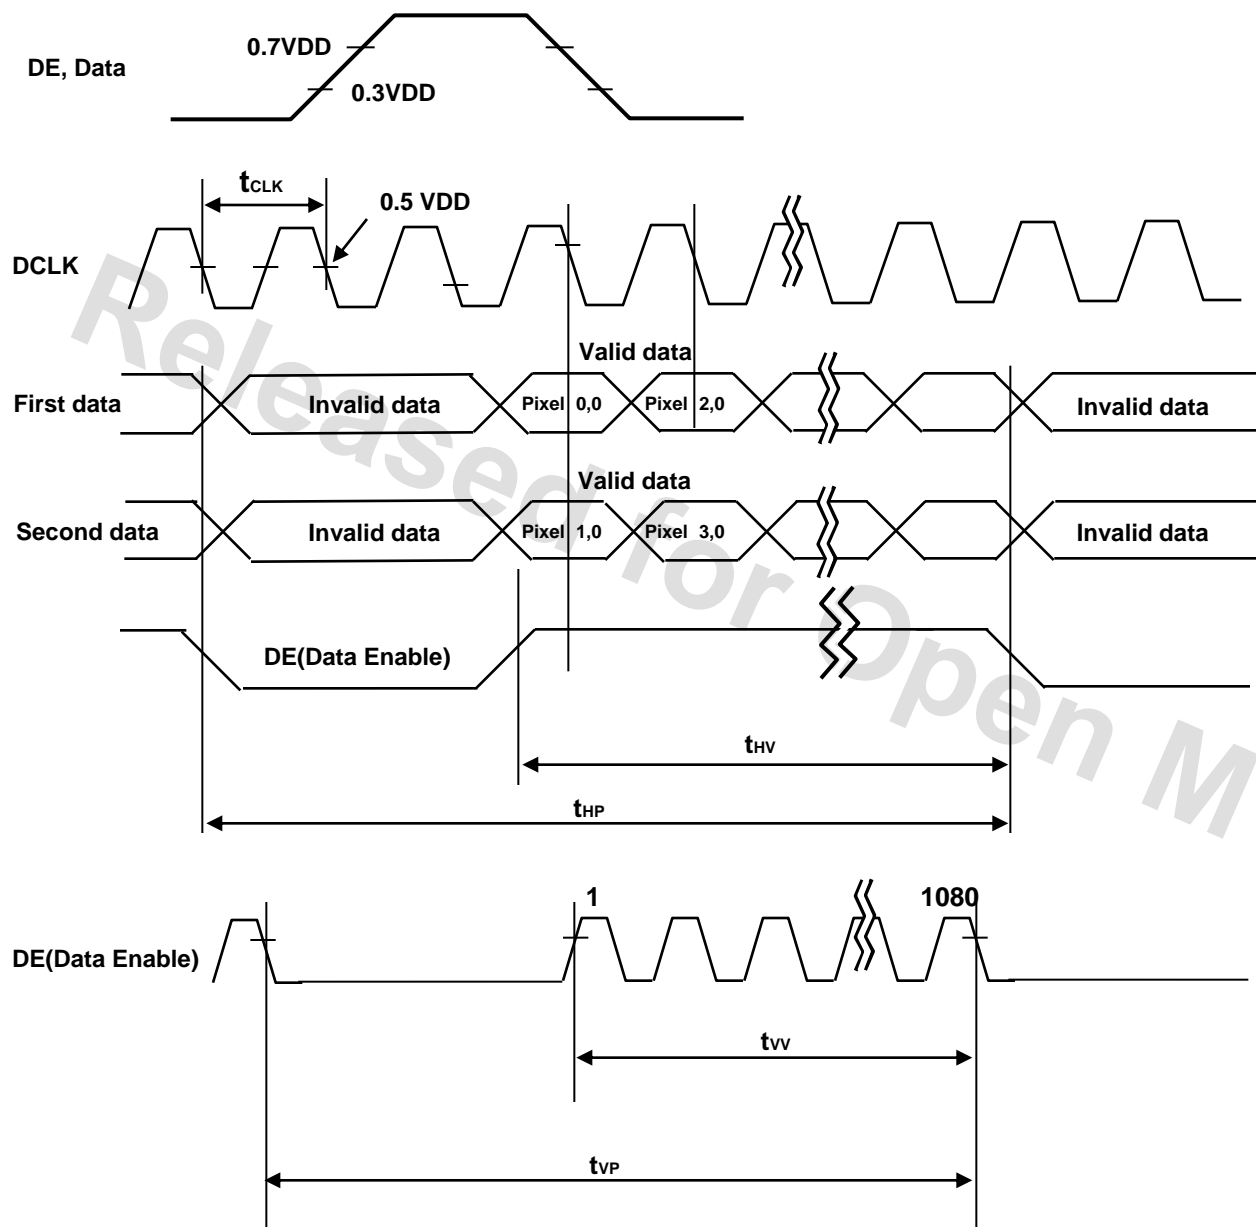 0.7VDD
DE, Data
0.3VDD
tCLK
0.5 VDD
DCLK
Valid data
First data
Invalid data
Pixel 0,0
Pixel 2,0
Invalid data
Valid data
Second data
Invalid data
Pixel 1,0
Pixel 3,0
Invalid data
DE(Data Enable)
tHV
tHP
1
1080
DE(Data Enable)
tVV
tVP
Released for Open M